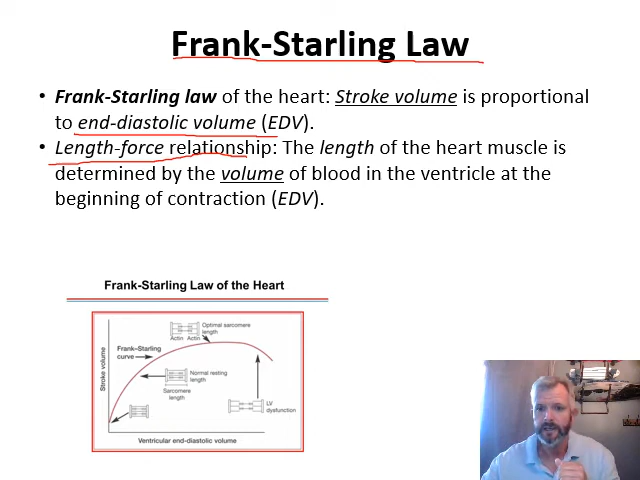 Frank-Starling Law
• Frank-Starling law of the heart: Stroke volume is proportional
to end-diastolic volume (EDV).
• Length-force relationship: The length of the heart muscle is
determined by the volume of blood in the ventricle at the
beginning of contraction (EDV).
Frank-Starling Law of the Heart
Optimal sarcomere
length
Actin Actin
Frank–Starling
curve
Normal resting
length
Sarcomere
length
LV
dysfunction
Stroke volume
Ventricular end-diastolic volume